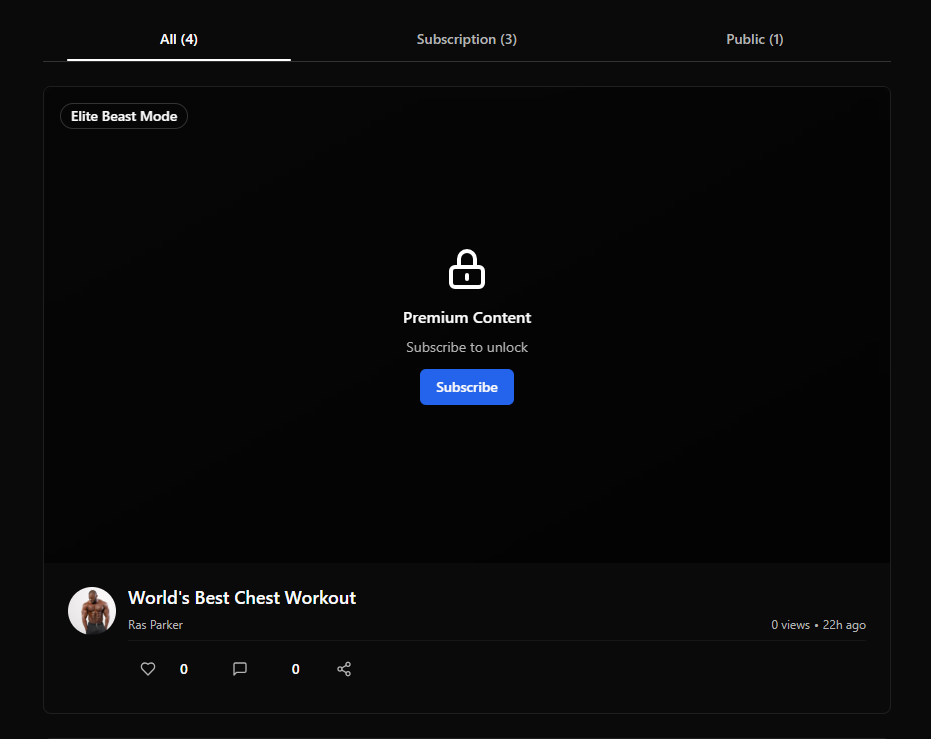 All (4)
Subscription (3)
Public (1)
Elite Beast Mode
Premium Content
Subscribe to unlock
Subscribe
World's Best Chest Workout
Ras Parker
0 views • 22h ago
0
0